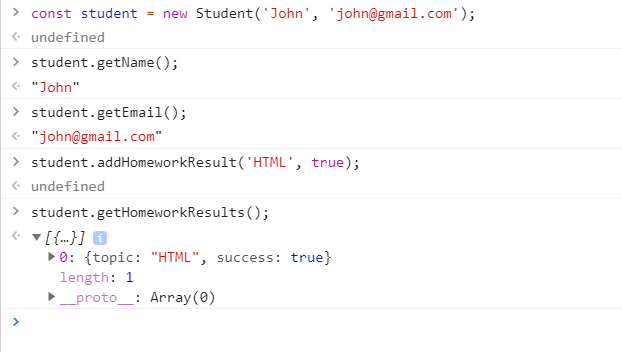 > const student = new Student('John', 'john@gmail.com');
<· undefined
> student.getName();
<· "John"
> student.getEmail();
<· "john@gmail.com"
> student.addHomeworkResult('HTML', true);
<· undefined
> student.getHomeworkResults();
<· ▼[{…}] i
▶0: {topic: "HTML", success: true}
length: 1
▶__proto__: Array(0)
>